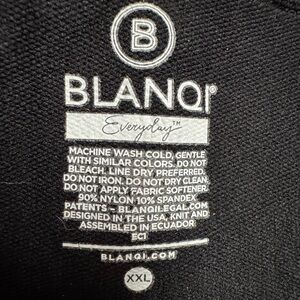 B
BLANQI®
Everyday™
MACHINE WASH COLD, GENTLE
WITH SIMILAR COLORS. DO NOT
BLEACH. LINE DRY PREFERRED.
DO NOT IRON. DO NOT DRY CLEAN.
DO NOT APPLY FABRIC SOFTENER.
90% NYLON 10% SPANDEX
PATENTS – BLANQILEGAL.COM
DESIGNED IN THE USA, KNIT AND
ASSEMBLED IN ECUADOR
EC1
BLANQI.COM
XXL